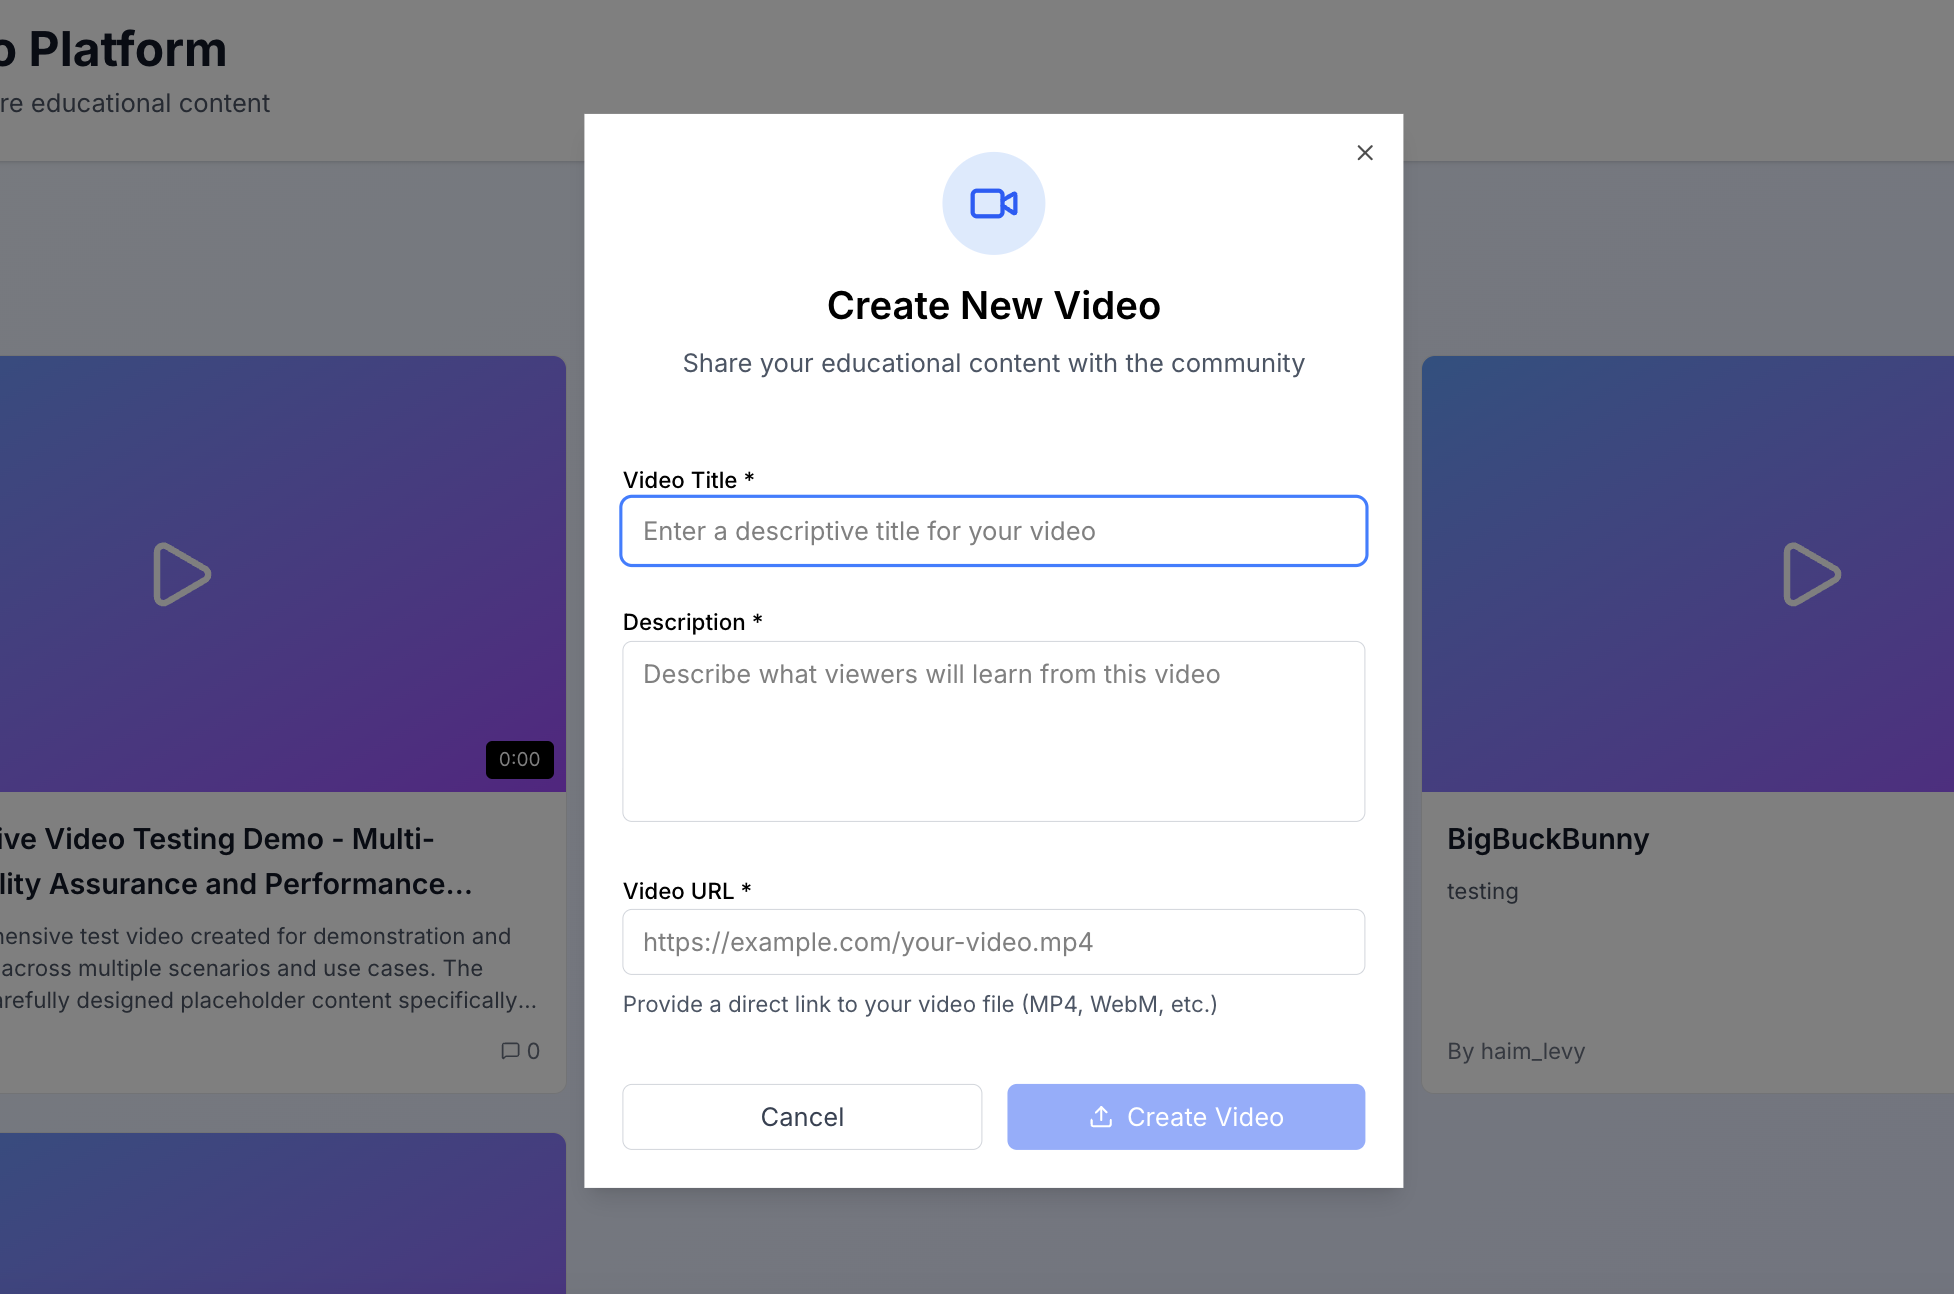 o Platform
re educational content
Create New Video
Share your educational content with the community
Video Title *
Enter a descriptive title for your video
Description *
Describe what viewers will learn from this video
Video URL *
https://example.com/your-video.mp4
Provide a direct link to your video file (MP4, WebM, etc.)
Cancel
Create Video
0:00
ive Video Testing Demo - Multi-
lity Assurance and Performance...
ensive test video created for demonstration and
across multiple scenarios and use cases. The
refully designed placeholder content specifically...
0
BigBuckBunny
testing
By haim_levy